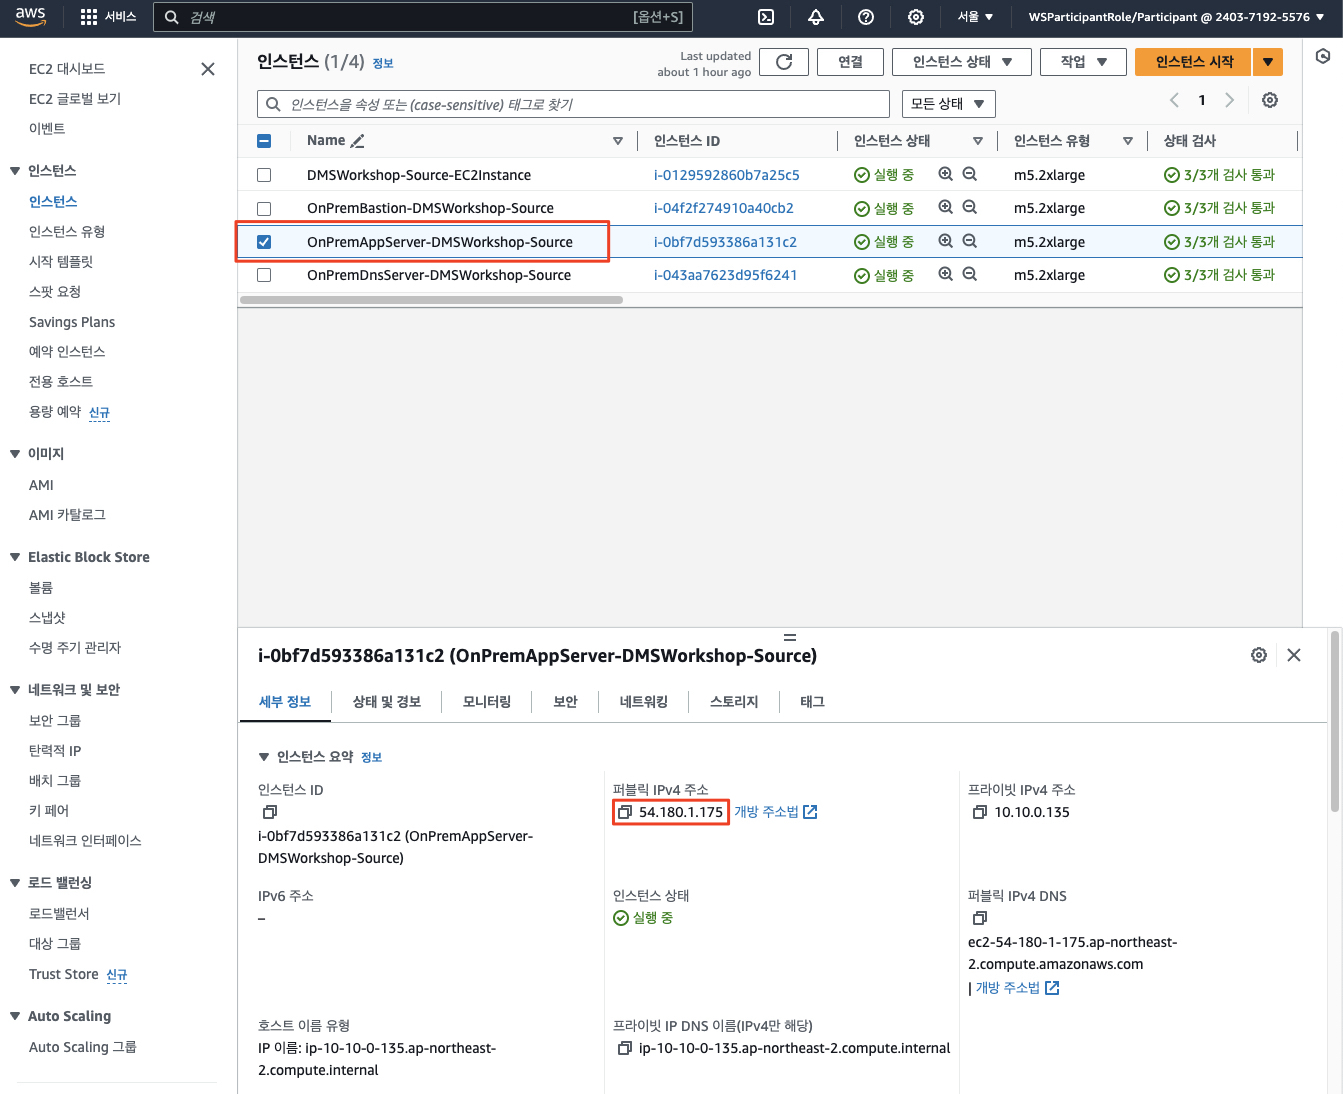 aws
서비스
검색
[옵션+S]
서울 ▼
WSParticipantRole/Participant @ 2403-7192-5576 ▼
EC2 대시보드
EC2 글로벌 보기
이벤트
인스턴스
인스턴스
인스턴스 유형
시작 템플릿
스팟 요청
Savings Plans
예약 인스턴스
전용 호스트
용량 예약 신규
이미지
AMI
AMI 카탈로그
Elastic Block Store
볼륨
스냅샷
수명 주기 관리자
네트워크 및 보안
보안 그룹
탄력적 IP
배치 그룹
키 페어
네트워크 인터페이스
로드 밸런싱
로드밸런서
대상 그룹
Trust Store 신규
Auto Scaling
Auto Scaling 그룹
인스턴스 (1/4) 정보
Last updated
about 1 hour ago
연결
인스턴스 상태 ▼
작업 ▼
인스턴스 시작
인스턴스을 속성 또는 (case-sensitive) 태그로 찾기
모든 상태 ▼
1
Name 인스턴스 ID 인스턴스 상태 인스턴스 유형 상태 검사
DMSWorkshop-Source-EC2Instance i-0129592860b7a25c5 실행 중 m5.2xlarge 3/3개 검사 통과
OnPremBastion-DMSWorkshop-Source i-04f2f274910a40cb2 실행 중 m5.2xlarge 3/3개 검사 통과
OnPremAppServer-DMSWorkshop-Source i-0bf7d593386a131c2 실행 중 m5.2xlarge 3/3개 검사 통과
OnPremDnsServer-DMSWorkshop-Source i-043aa7623d95f6241 실행 중 m5.2xlarge 3/3개 검사 통과
i-0bf7d593386a131c2 (OnPremAppServer-DMSWorkshop-Source)
세부 정보
상태 및 경보
모니터링
보안
네트워킹
스토리지
태그
인스턴스 요약 정보
인스턴스 ID
i-0bf7d593386a131c2 (OnPremAppServer-
DMSWorkshop-Source)
퍼블릭 IPv4 주소
54.180.1.175 개방 주소법
프라이빗 IPv4 주소
10.10.0.135
IPv6 주소
–
인스턴스 상태
실행 중
퍼블릭 IPv4 DNS
ec2-54-180-1-175.ap-northeast-
2.compute.amazonaws.com
| 개방 주소법
호스트 이름 유형
IP 이름: ip-10-10-0-135.ap-northeast-
2.compute.internal
프라이빗 IP DNS 이름(IPv4만 해당)
ip-10-10-0-135.ap-northeast-2.compute.internal